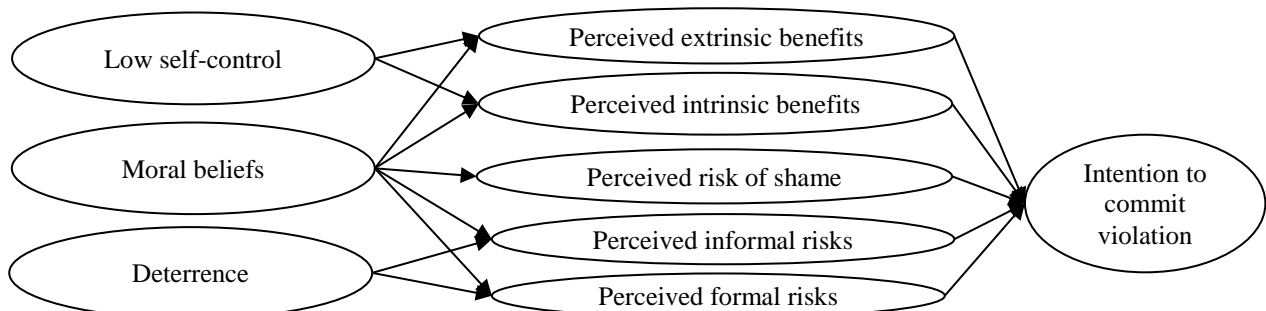 Low self-control
Moral beliefs
Deterrence
Perceived extrinsic benefits
Perceived intrinsic benefits
Perceived risk of shame
Perceived informal risks
Perceived formal risks
Intention to
commit
violation